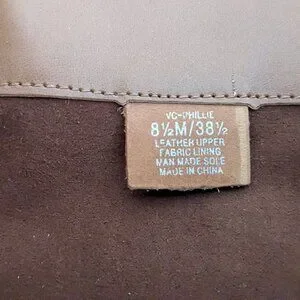 VC-PHILLIE
8½M/38½
LEATHER UPPER
FABRIC LINING
MAN MADE SOLE
MADE IN CHINA